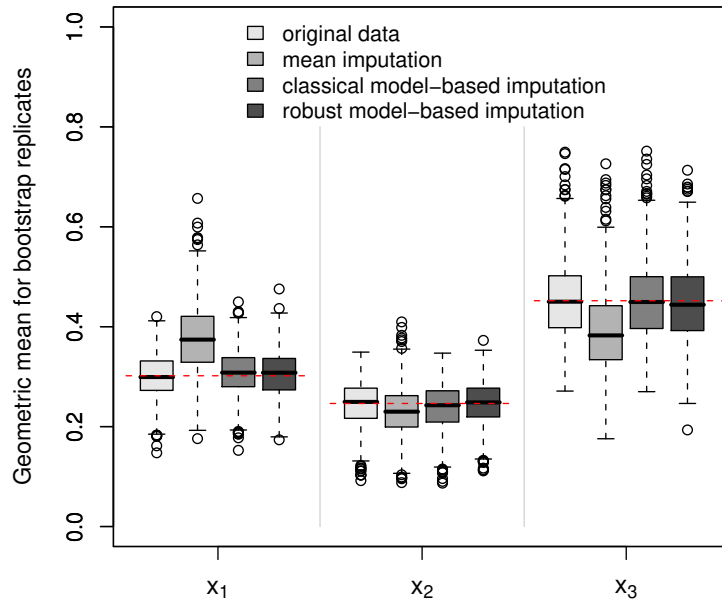 original data
mean imputation
classical model−based imputation
robust model−based imputation
Geometric mean for bootstrap replicates
1.0
0.8
0.6
0.4
0.2
0.0
x1 x2 x3